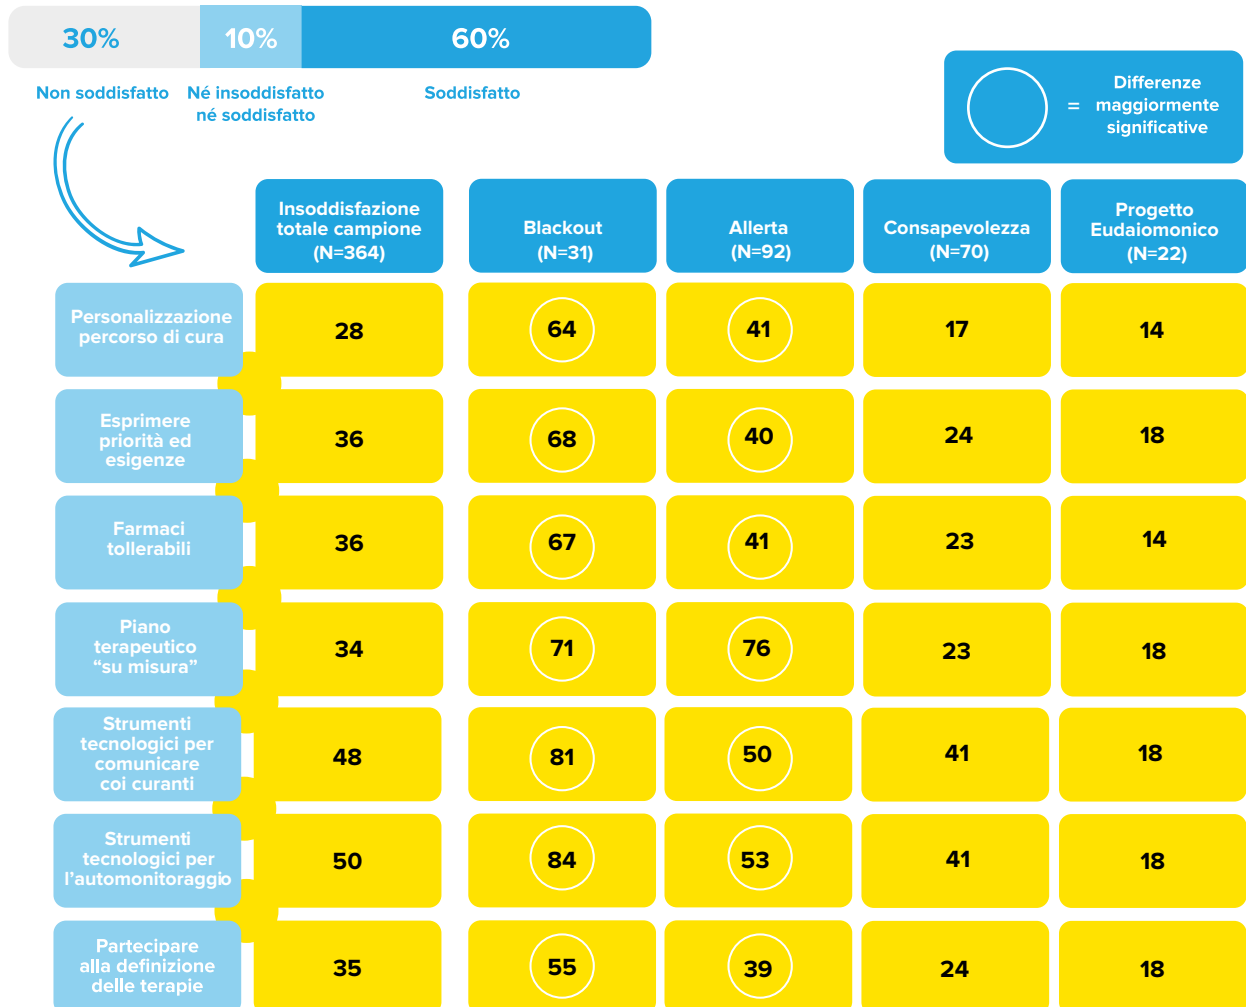 30%
10%
60%
Non soddisfatto
Né insoddisfatto
né soddisfatto
Soddisfatto
=
Differenze
maggiormente
significative
Insoddisfazione
totale campione
(N=364)
Blackout
(N=31)
Allerta
(N=92)
Consapevolezza
(N=70)
Progetto
Eudaiomonico
(N=22)
Personalizzazione
percorso di cura
28
64
41
17
14
Esprimere
priorità ed
esigenze
36
68
40
24
18
Farmaci
tollerabili
36
67
41
23
14
Piano
terapeutico
“su misura”
34
71
76
23
18
Strumenti
tecnologici per
comunicare
coi curanti
48
81
50
41
18
Strumenti
tecnologici per
l’automonitoraggio
50
84
53
41
18
Partecipare
alla definizione
delle terapie
35
55
39
24
18